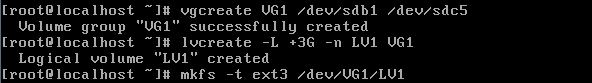 [root@localhost ~]# vgcreate VG1 /dev/sdb1 /dev/sdc5
  Volume group "VG1" successfully created
[root@localhost ~]# lvcreate -L +3G -n LV1 VG1
  Logical volume "LV1" created
[root@localhost ~]# mkfs -t ext3 /dev/VG1/LV1